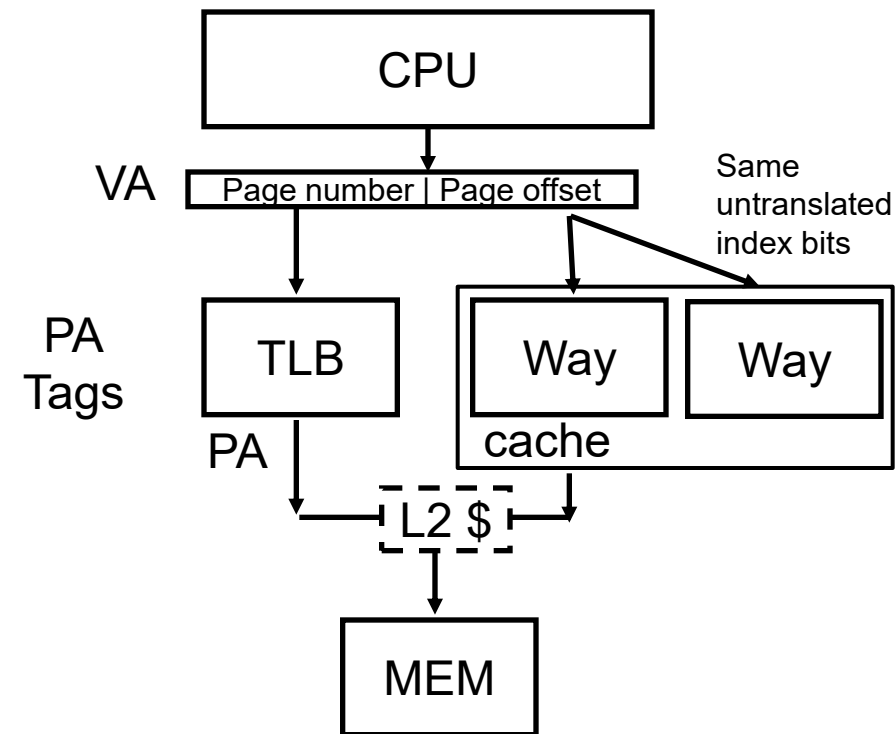 CPU
VA
Page number | Page offset
Same
untranslated
index bits
PA
Tags
TLB
Way
Way
cache
PA
L2 $
MEM